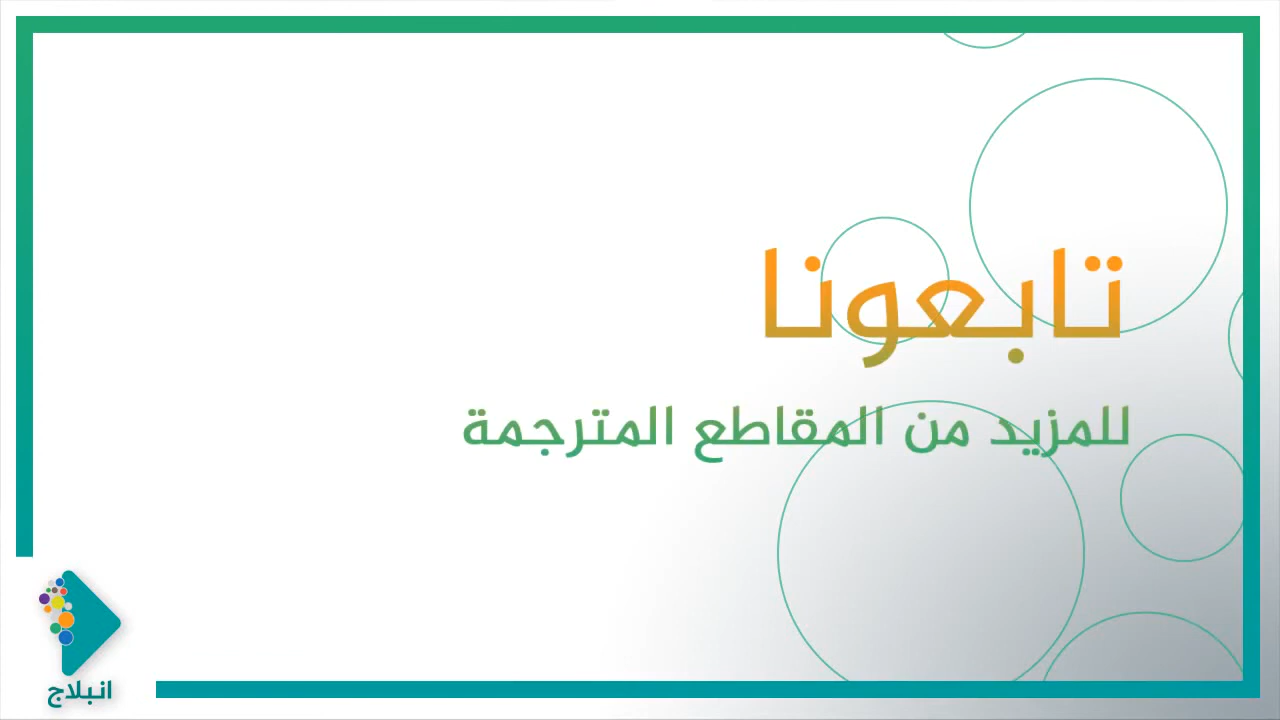 تابعونا
للمزيد من المقاطع المترجمة
انبلاج